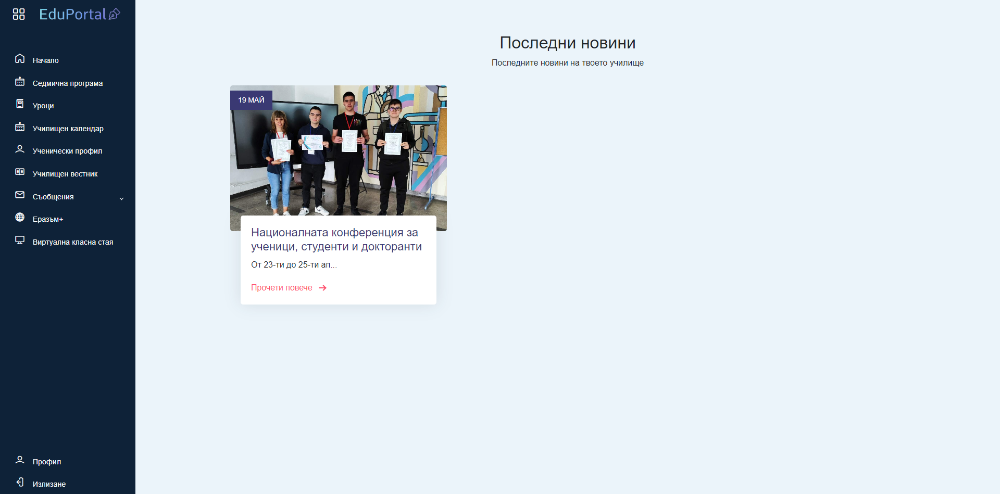 EduPortal
Начало
Седмична програма
Уроци
Училищен календар
Ученически профил
Училищен вестник
Съобщения
Еразъм+
Виртуална класна стая
Профил
Излизане
Последни новини
Последните новини на твоето училище
19 МАЙ
Националната конференция за
ученици, студенти и докторанти
От 23-ти до 25-ти ап...
Прочети повече